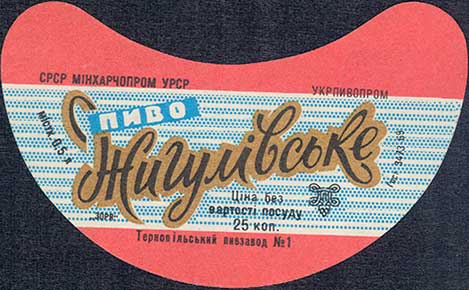 СРСР МІНХАРЧОПРОМ УРСР
УКРПИВОПРОМ
ПИВО
Жигулівське
Ціна без
вартості посуду
25 коп.
Тернопільський пивзавод №1